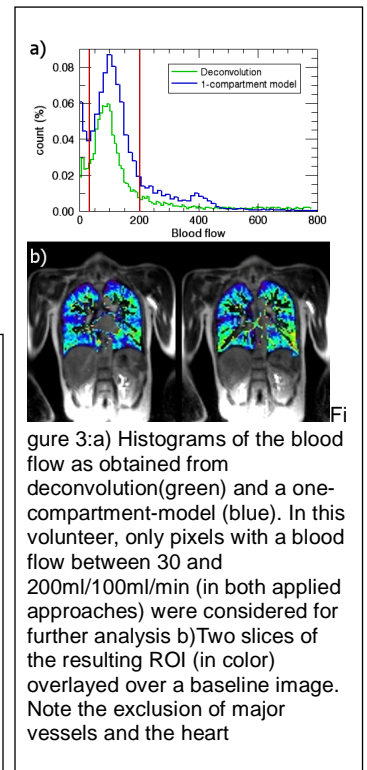 a)
0.08
0.06
0.04
0.02
0.00
count (%)
Deconvolution
1-compartment model
0 200 400 600 800
Blood flow
b)
Fi
gure 3:a) Histograms of the blood
flow as obtained from
deconvolution(green) and a one-
compartment-model (blue). In this
volunteer, only pixels with a blood
flow between 30 and
200ml/100ml/min (in both applied
approaches) were considered for
further analysis b)Two slices of
the resulting ROI (in color)
overlayed over a baseline image.
Note the exclusion of major
vessels and the heart